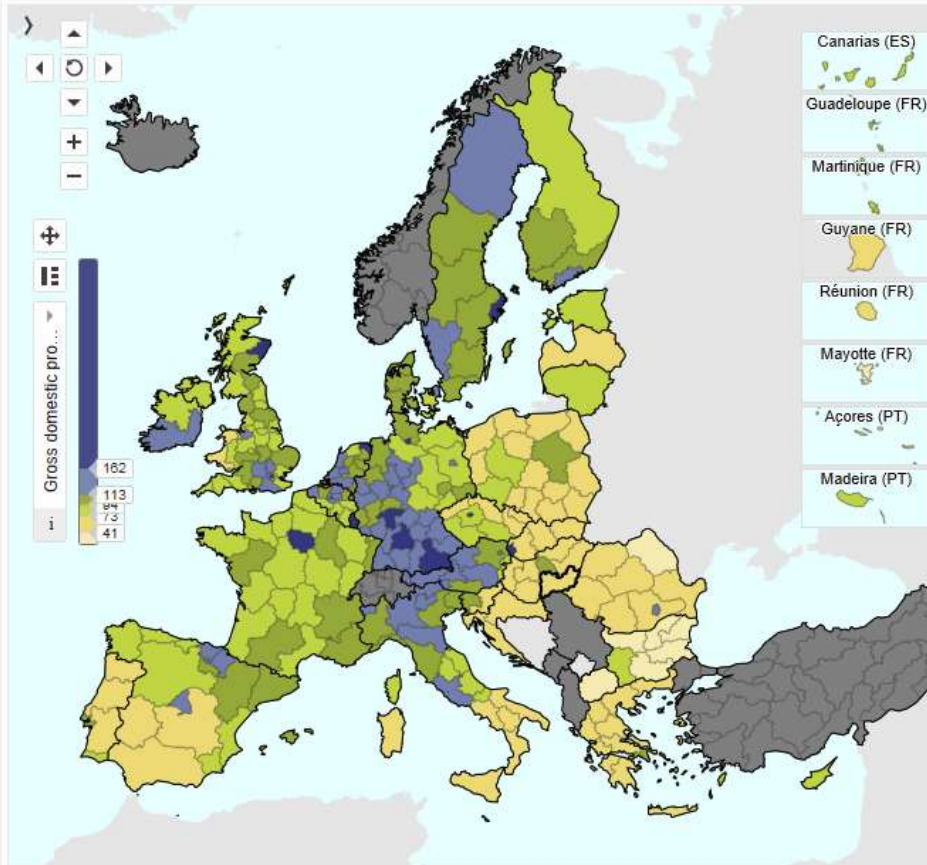 Canarias (ES)
Guadeloupe (FR)
Martinique (FR)
Guyane (FR)
Réunion (FR)
Mayotte (FR)
Açores (PT)
Madeira (PT)
Gross domestic pro...
i
162
113
94
73
41